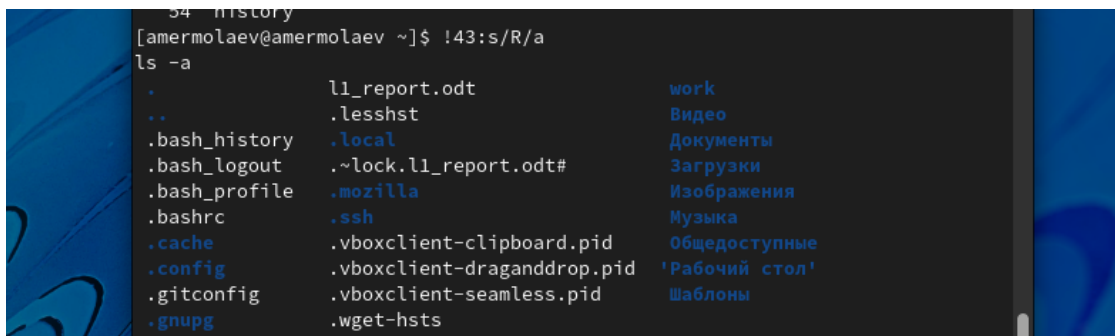 54 history
[amermolaev@amermolaev ~]$ !43:s/R/a
ls -a
. l1_report.odt work
.. .lesshst Видео
.bash_history .local Документы
.bash_logout .~lock.l1_report.odt# Загрузки
.bash_profile .mozilla Изображения
.bashrc .ssh Музыка
.cache .vboxclient-clipboard.pid Общедоступные
.config .vboxclient-draganddrop.pid 'Рабочий стол'
.gitconfig .vboxclient-seamless.pid Шаблоны
.gnupg .wget-hsts